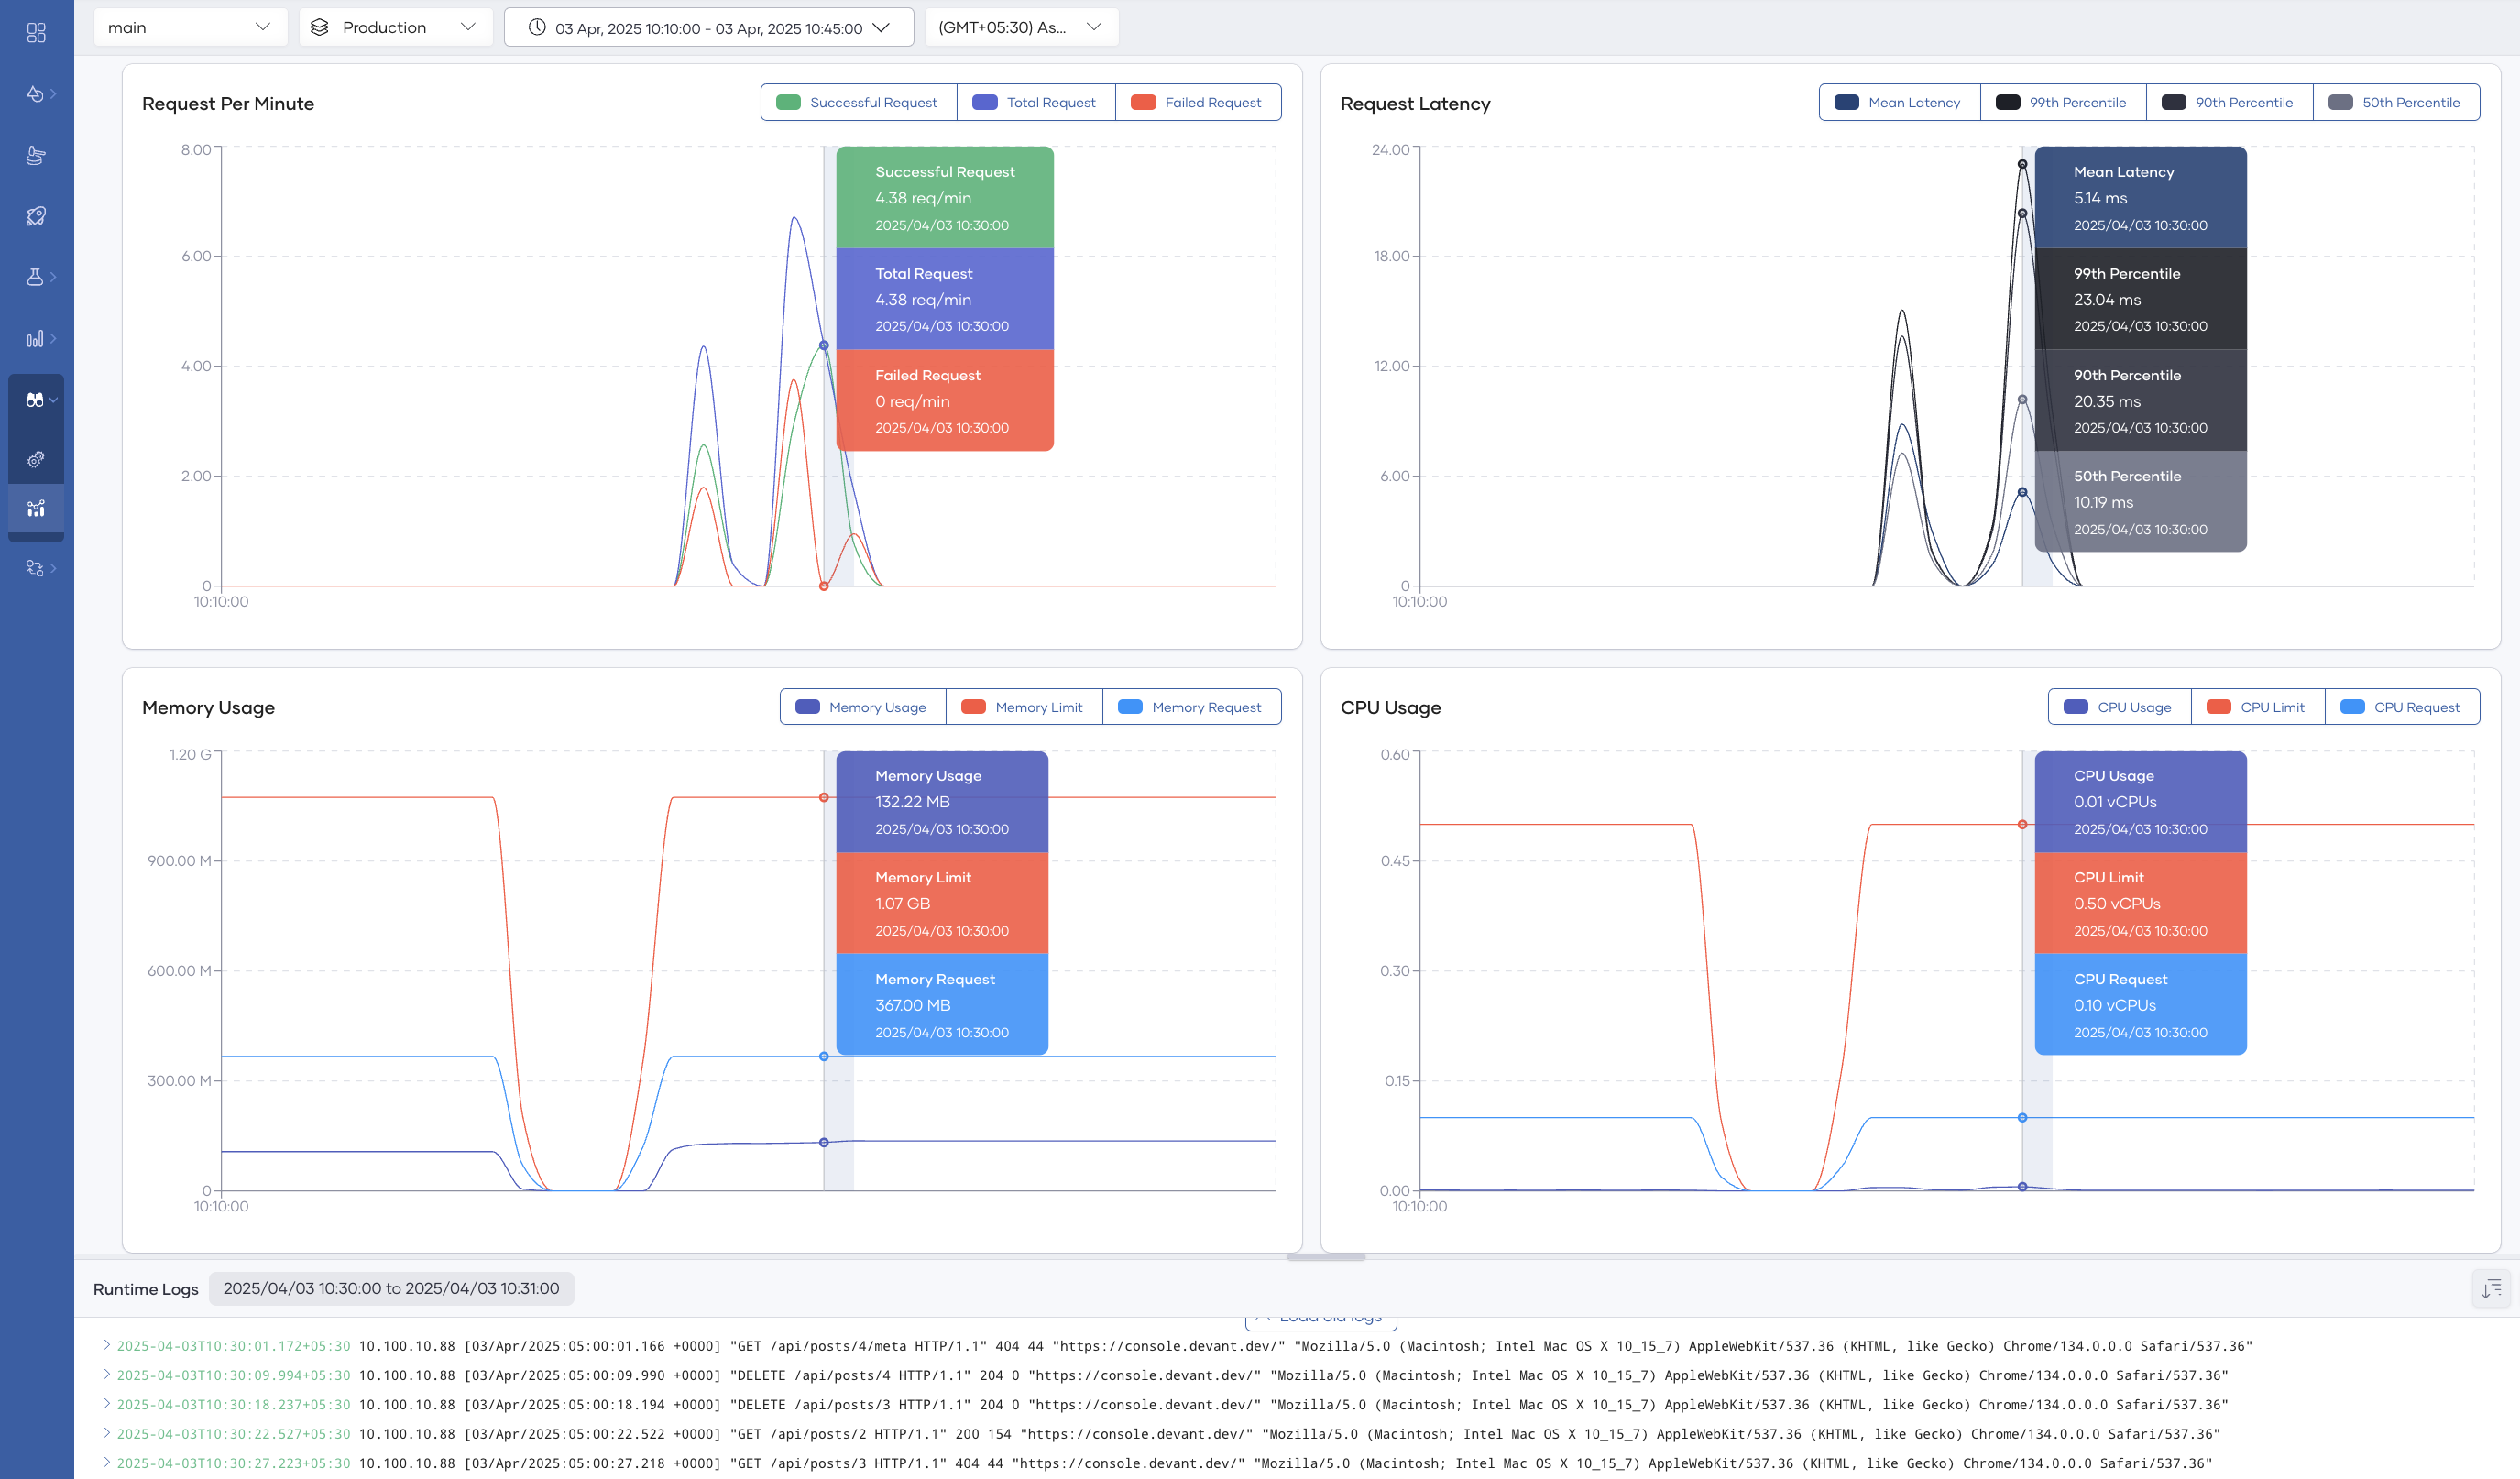 main
Production
03 Apr, 2025 10:10:00 - 03 Apr, 2025 10:45:00
(GMT+05:30) As...
Request Per Minute
Successful Request
Total Request
Failed Request
8.00
6.00
4.00
2.00
0
10:10:00
Successful Request
4.38 req/min
2025/04/03 10:30:00
Total Request
4.38 req/min
2025/04/03 10:30:00
Failed Request
0 req/min
2025/04/03 10:30:00
Request Latency
Mean Latency
99th Percentile
90th Percentile
50th Percentile
24.00
18.00
12.00
6.00
0
10:10:00
Mean Latency
5.14 ms
2025/04/03 10:30:00
99th Percentile
23.04 ms
2025/04/03 10:30:00
90th Percentile
20.35 ms
2025/04/03 10:30:00
50th Percentile
10.19 ms
2025/04/03 10:30:00
Memory Usage
Memory Usage
Memory Limit
Memory Request
1.20 G
900.00 M
600.00 M
300.00 M
0
10:10:00
Memory Usage
132.22 MB
2025/04/03 10:30:00
Memory Limit
1.07 GB
2025/04/03 10:30:00
Memory Request
367.00 MB
2025/04/03 10:30:00
CPU Usage
CPU Usage
CPU Limit
CPU Request
0.60
0.45
0.30
0.15
0.00
10:10:00
CPU Usage
0.01 vCPUs
2025/04/03 10:30:00
CPU Limit
0.50 vCPUs
2025/04/03 10:30:00
CPU Request
0.10 vCPUs
2025/04/03 10:30:00
Runtime Logs
2025/04/03 10:30:00 to 2025/04/03 10:31:00
Load old logs
2025-04-03T10:30:01.172+05:30 10.100.10.88 [03/Apr/2025:05:00:01.166 +0000] "GET /api/posts/4/meta HTTP/1.1" 404 44 "https://console.devant.dev/" "Mozilla/5.0 (Macintosh; Intel Mac OS X 10_15_7) AppleWebKit/537.36 (KHTML, like Gecko) Chrome/134.0.0.0 Safari/537.36"
2025-04-03T10:30:09.994+05:30 10.100.10.88 [03/Apr/2025:05:00:09.990 +0000] "DELETE /api/posts/4 HTTP/1.1" 204 0 "https://console.devant.dev/" "Mozilla/5.0 (Macintosh; Intel Mac OS X 10_15_7) AppleWebKit/537.36 (KHTML, like Gecko) Chrome/134.0.0.0 Safari/537.36"
2025-04-03T10:30:18.237+05:30 10.100.10.88 [03/Apr/2025:05:00:18.194 +0000] "DELETE /api/posts/3 HTTP/1.1" 204 0 "https://console.devant.dev/" "Mozilla/5.0 (Macintosh; Intel Mac OS X 10_15_7) AppleWebKit/537.36 (KHTML, like Gecko) Chrome/134.0.0.0 Safari/537.36"
2025-04-03T10:30:22.527+05:30 10.100.10.88 [03/Apr/2025:05:00:22.522 +0000] "GET /api/posts/2 HTTP/1.1" 200 154 "https://console.devant.dev/" "Mozilla/5.0 (Macintosh; Intel Mac OS X 10_15_7) AppleWebKit/537.36 (KHTML, like Gecko) Chrome/134.0.0.0 Safari/537.36"
2025-04-03T10:30:27.223+05:30 10.100.10.88 [03/Apr/2025:05:00:27.218 +0000] "GET /api/posts/3 HTTP/1.1" 404 44 "https://console.devant.dev/" "Mozilla/5.0 (Macintosh; Intel Mac OS X 10_15_7) AppleWebKit/537.36 (KHTML, like Gecko) Chrome/134.0.0.0 Safari/537.36"